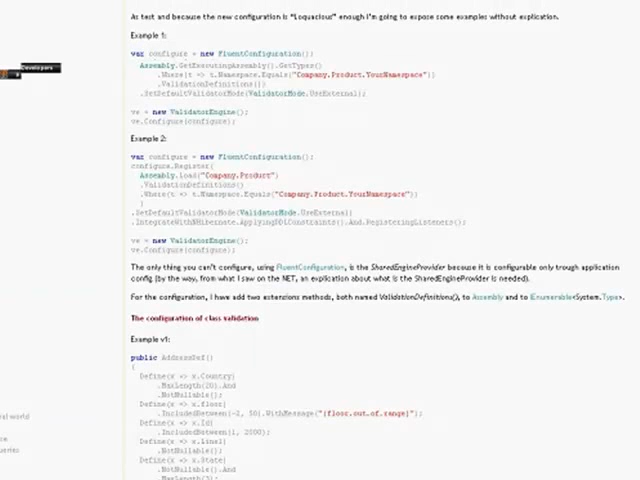 As test and because the new configuration is "Loquacious" enough I'm going to expose some examples without explication.
Example 1:
var configure = new FluentConfiguration();
Assembly.GetExecutingAssembly().GetTypes()
.Where(t => t.Namespace.Equals("Company.Product.YourNamespace"))
.ValidationDefinitions())
.SetDefaultValidatorMode(ValidatorMode.UseExternal);
ve = new ValidatorEngine();
ve.Configure(configure);
Example 2:
var configure = new FluentConfiguration();
configure.Register(
Assembly.Load("Company.Product")
.ValidationDefinitions()
.Where(t => t.Namespace.Equals("Company.Product.YourNamespace"))
)
.SetDefaultValidatorMode(ValidatorMode.UseExternal)
.IntegrateWithNHibernate.ApplyingDDLConstraints().And.RegisteringListeners();
ve = new ValidatorEngine();
ve.Configure(configure);
The only thing you can't configure, using FluentConfiguration, is the SharedEngineProvider because it is configurable only trough application
config (by the way, from what I saw on the NET, an explication about what is the SharedEngineProvider is needed).
For the configuration, I have add two extensions methods, both named ValidationDefinitions(), to Assembly and to IEnumerable<System.Type>.
The configuration of class validation
Example v1:
public AddressDef()
{
Define(x => x.Country)
.MaxLength(20).And
.NotNullable();
Define(x => x.floor)
.IncludedBetween(-2, 50).WithMessage("{floor.out.of.range}");
Define(x => x.Id)
.IncludedBetween(1, 2000);
Define(x => x.Line1)
.NotNullable();
Define(x => x.State)
.NotNullable().And
.MaxLength(3);
Developers
ral world
ce
ueries